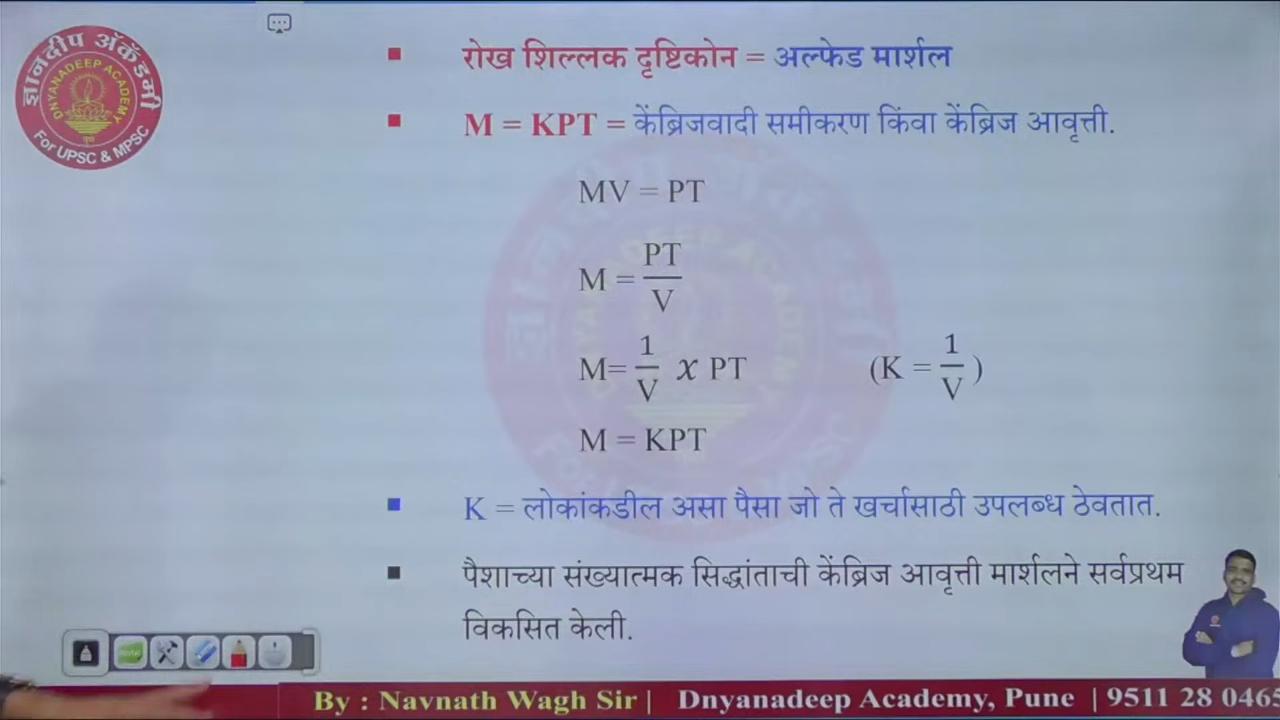 ज्ञानदीप अॅकॅडमी
DNYANADEEP ACADEMY
पुणे
For UPSC & MPSC
रोख शिल्लक दृष्टिकोन = अल्फेड मार्शल
M = KPT = केंब्रिजवादी समीकरण किंवा केंब्रिज आवृत्ती.
MV = PT
M = PT/V
M= 1/V x PT (K = 1/V )
M = KPT
K = लोकांकडील असा पैसा जो ते खर्चासाठी उपलब्ध ठेवतात.
पैशाच्या संख्यात्मक सिद्धांताची केंब्रिज आवृत्ती मार्शलने सर्वप्रथम
विकसित केली.
By : Navnath Wagh Sir | Dnyanadeep Academy, Pune | 9511 28 0465